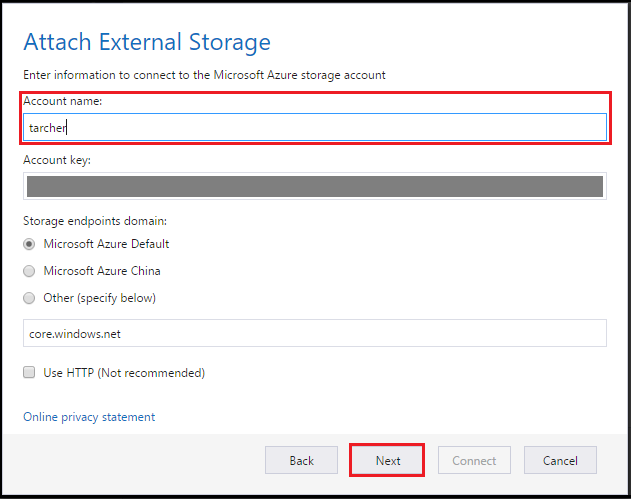 Attach External Storage
Enter information to connect to the Microsoft Azure storage account
Account name:
tarcher
Account key:
Storage endpoints domain:
Microsoft Azure Default
Microsoft Azure China
Other (specify below)
core.windows.net
Use HTTP (Not recommended)
Online privacy statement
Back Next Connect Cancel